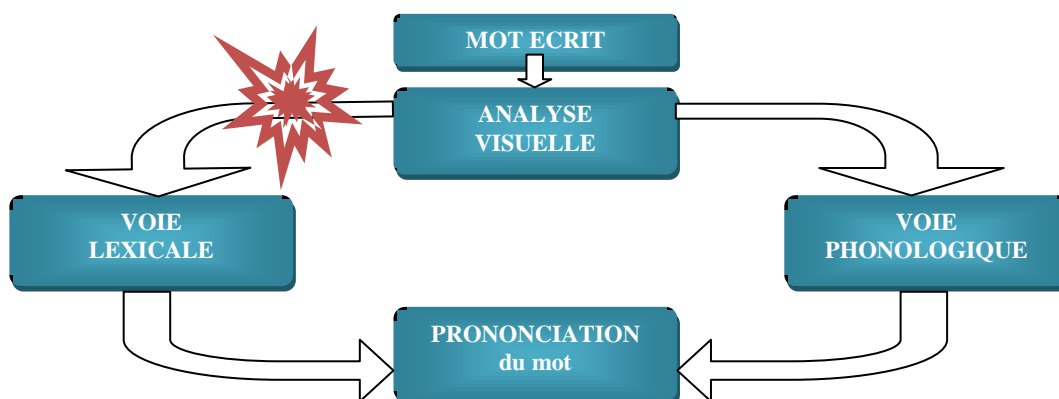 MOT ECRIT
ANALYSE
VISUELLE
VOIE
LEXICALE
VOIE
PHONOLOGIQUE
PRONONCIATION
du mot